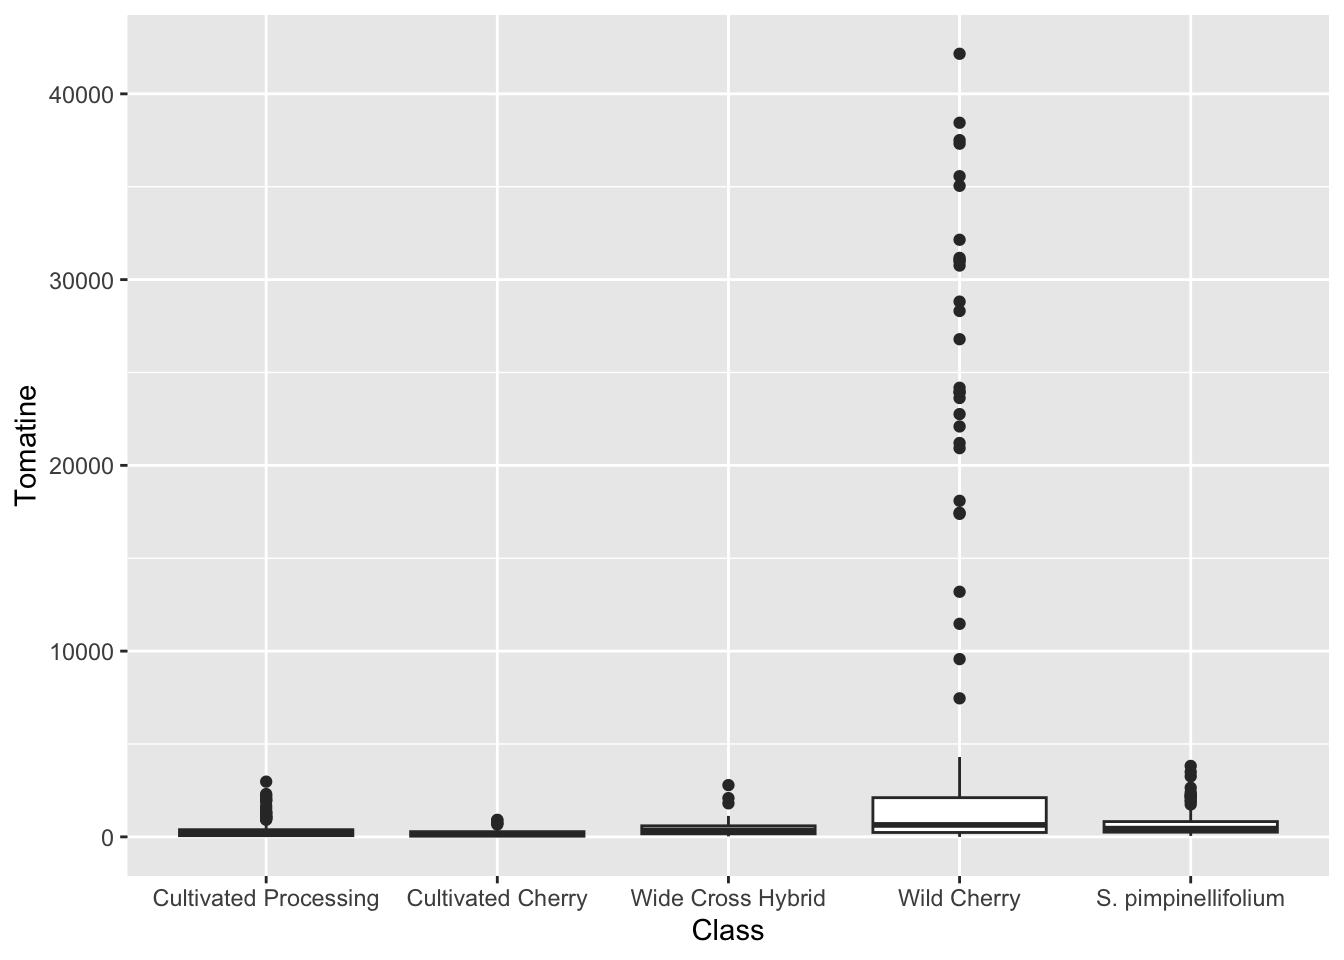 40000
30000
20000
10000
0
Tomatine
Cultivated Processing Cultivated Cherry Wide Cross Hybrid Wild Cherry S. pimpinellifolium
Class